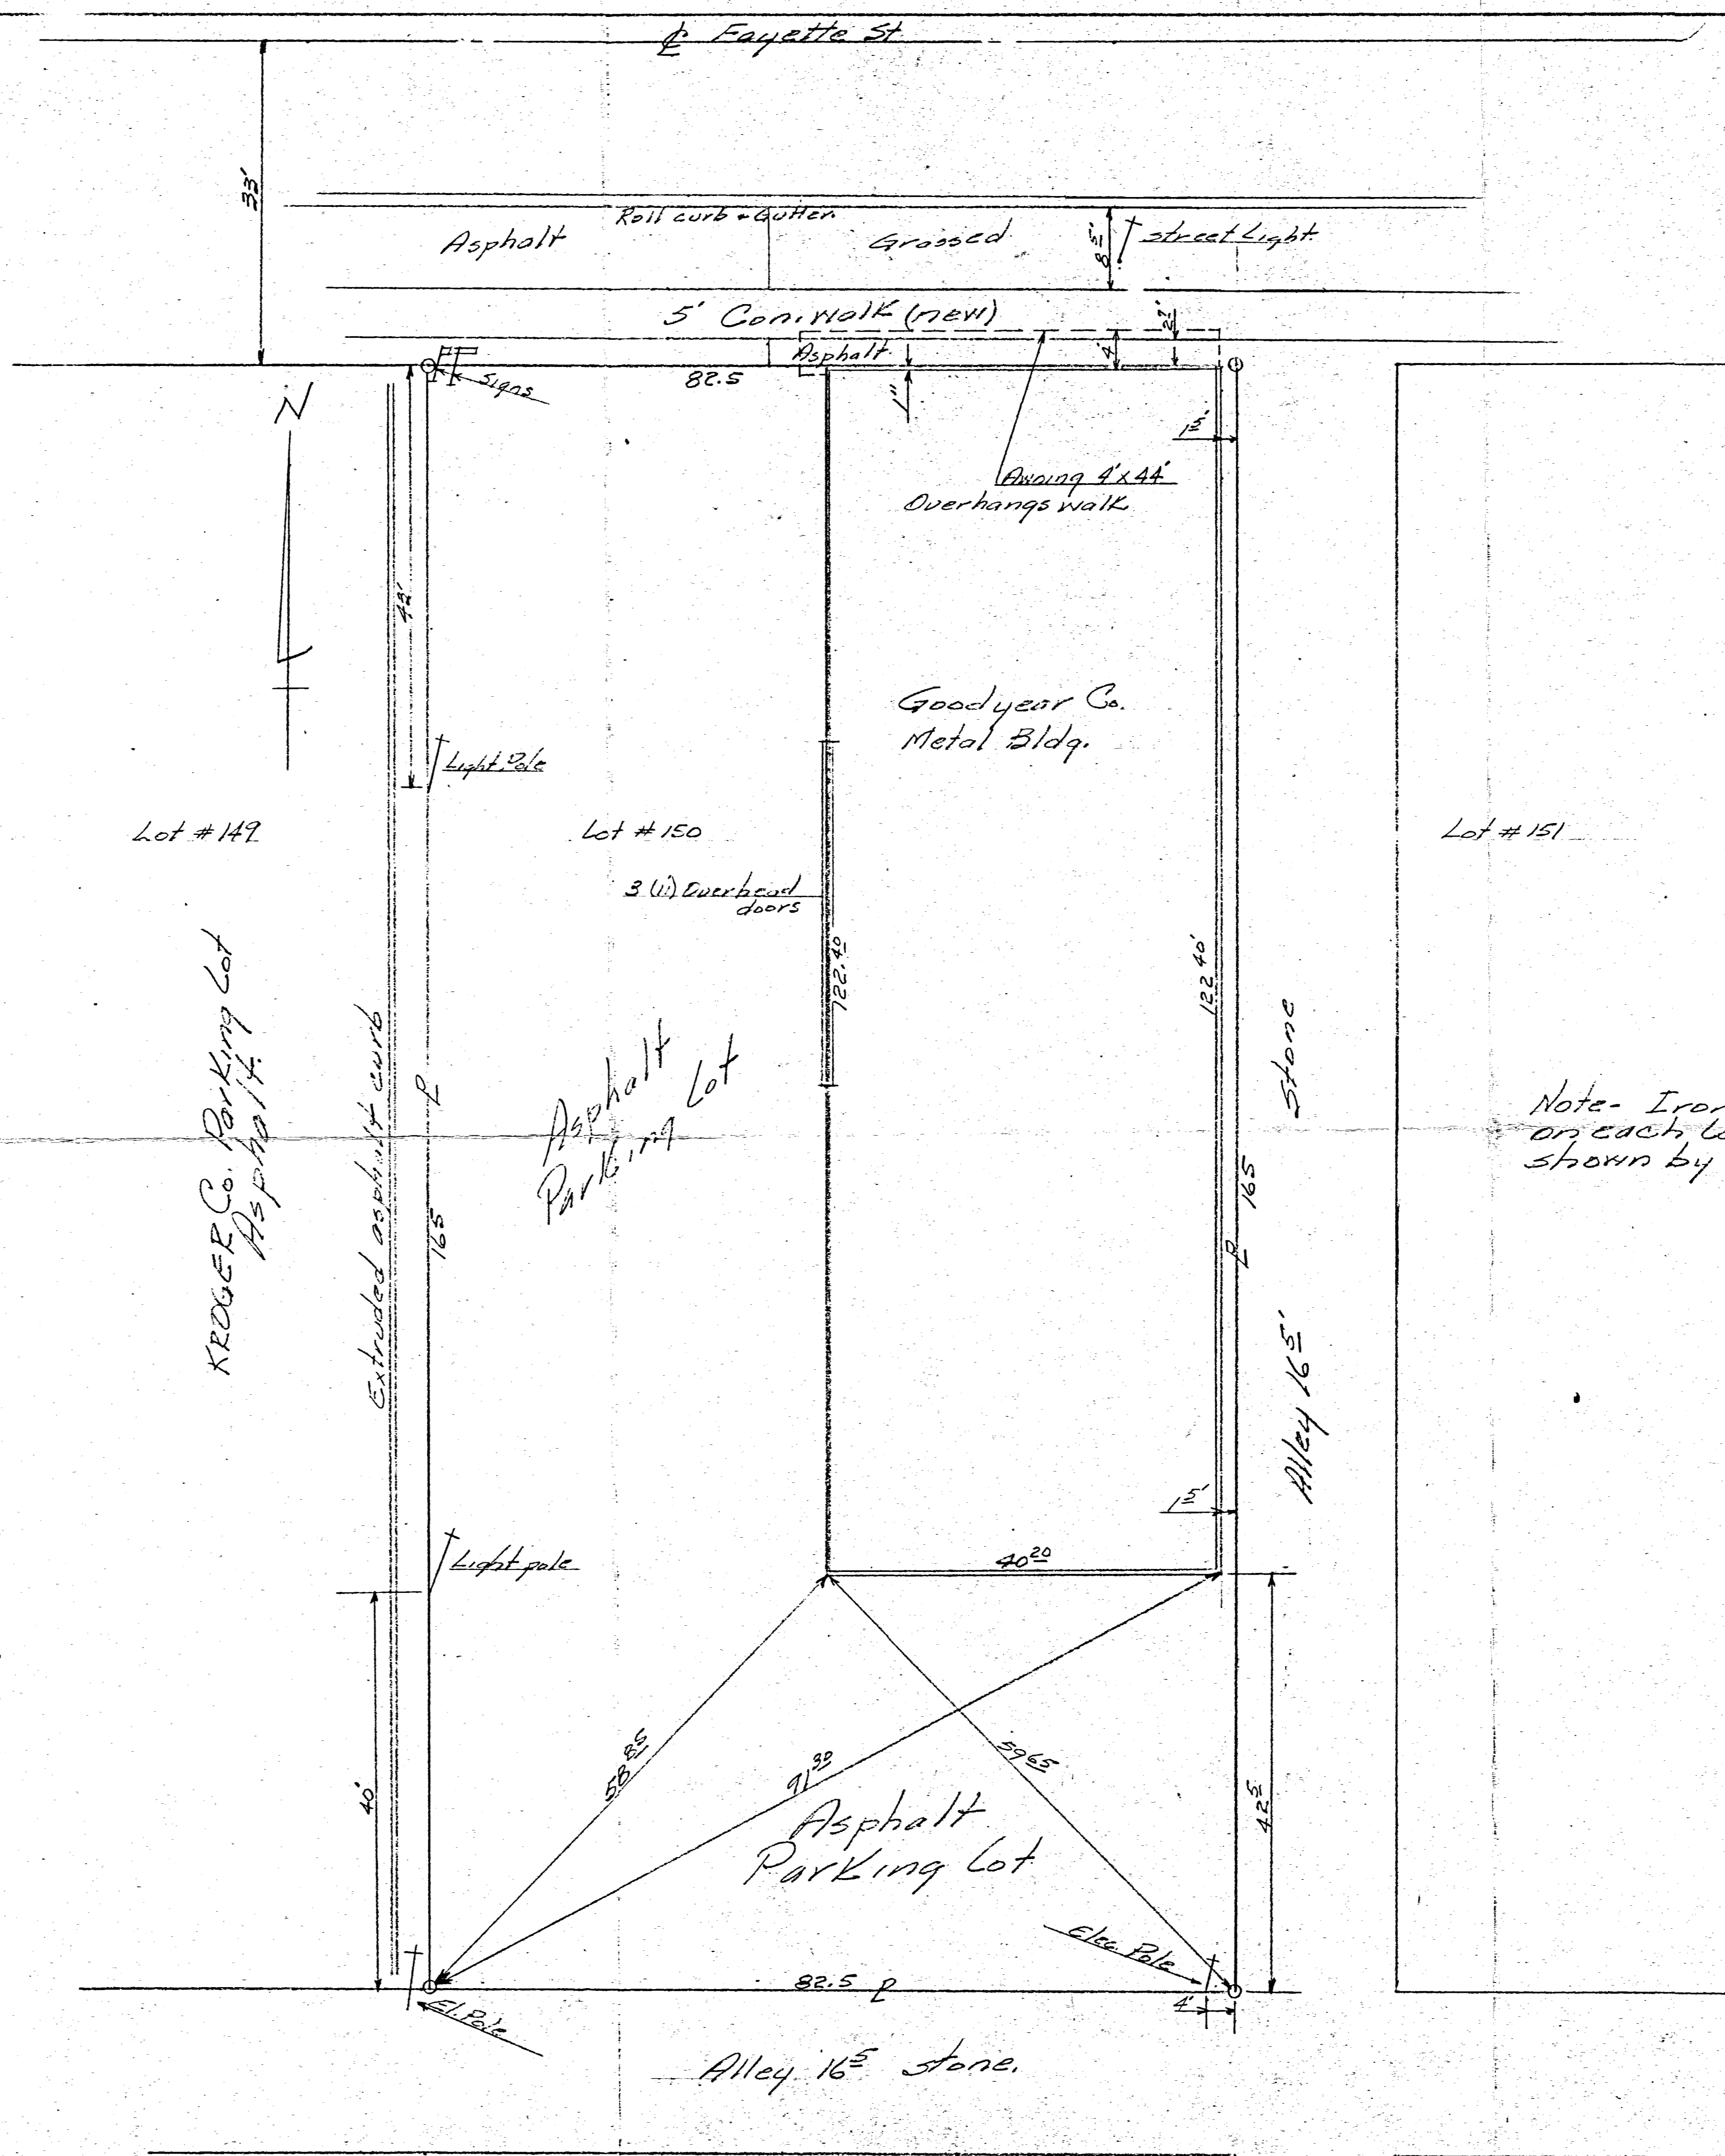 ℄ Fayette St
33'
Roll curb + Gutter
Asphalt
Grassed
8.5'
Street Light
5' Con. Walk (new)
Asphalt
Signs
82.5
1"
4'
N
1.5'
Awning 4'x44'
Overhangs walk
42'
Goodyear Co.
Metal Bldg.
Light Pole
Lot #149
Lot #150
Lot #151
3 (11) Overhead
doors
122.40
122.40'
KROGER Co. Parking Lot
Asphalt
Extruded asphalt curb
Asphalt
Parking Lot
Stone
Note- Iron
on each
shown by
165
165
Alley 16.5'
1.5'
Light pole
40.20
58.85
91.30
59.65
40'
42.5
Asphalt
Parking Lot
Elec. Pole
82.5 P
4'
El. Pole
Alley 16.5 Stone.